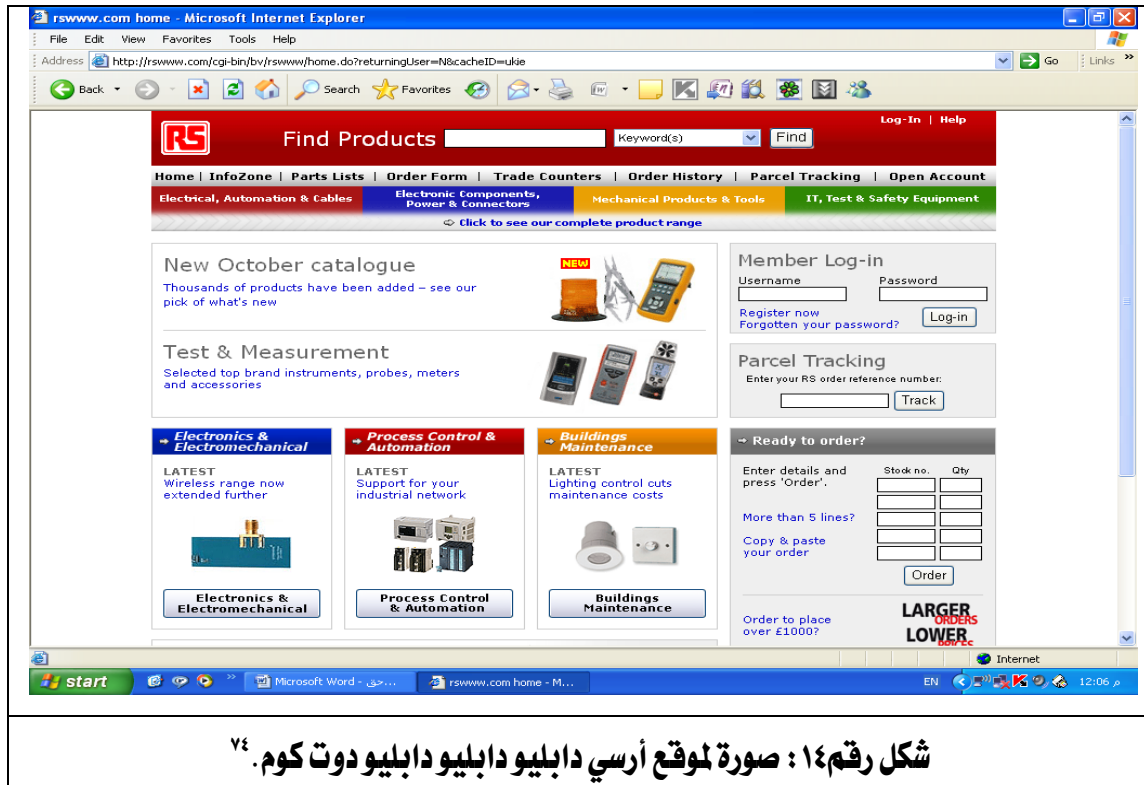 rswww.com home - Microsoft Internet Explorer
File Edit View Favorites Tools Help
Address http://rswww.com/cgi-bin/bv/rswww/home.do?returningUser=N&cacheID=ukie Go Links
Back Search Favorites
Log-In | Help
RS Find Products Keyword(s) Find
Home | InfoZone | Parts Lists | Order Form | Trade Counters | Order History | Parcel Tracking | Open Account
Electrical, Automation & Cables
Electronic Components,
Power & Connectors
Mechanical Products & Tools
IT, Test & Safety Equipment
Click to see our complete product range
New October catalogue
Thousands of products have been added – see our
pick of what's new
NEW
Test & Measurement
Selected top brand instruments, probes, meters
and accessories
Member Log-in
Username Password
Register now
Forgotten your password?
Log-in
Parcel Tracking
Enter your RS order reference number:
Track
Electronics &
Electromechanical
LATEST
Wireless range now
extended further
Electronics &
Electromechanical
Process Control &
Automation
LATEST
Support for your
industrial network
Process Control
& Automation
Buildings
Maintenance
LATEST
Lighting control cuts
maintenance costs
Buildings
Maintenance
Ready to order?
Enter details and
press 'Order'.
Stock no. Qty
More than 5 lines?
Copy & paste
your order
Order
Order to place
over £1000?
LARGER
ORDERS
LOWER
Internet
start
Microsoft Word - حق...
rswww.com home - M...
EN
12:06 م
شكل رقم١٤ : صورة لموقع أرسي دابليو دابليو دابليو دوت كوم.٧٤